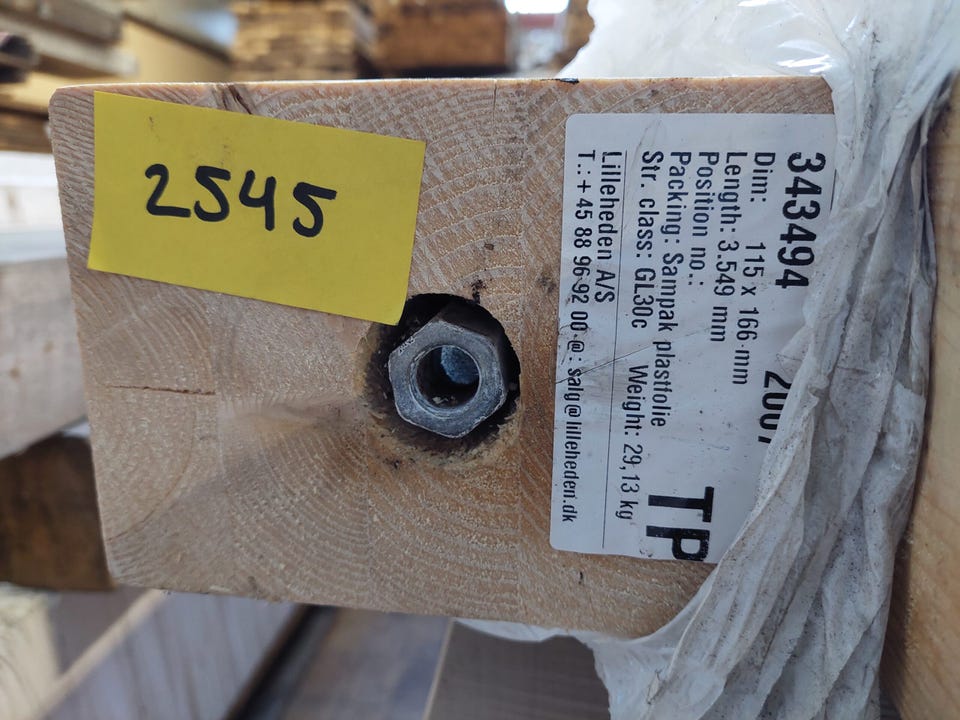 2545
343494
Dim: 115 x 166 mm
Length: 3.549 mm
Position no.:
Packing: Sampak plastfolie
Str. class: GL30c Weight: 29,13 kg
Lilleheden A/S
T.:+ 45 88 96 92 00 @: salg@lilleheden.dk
TP